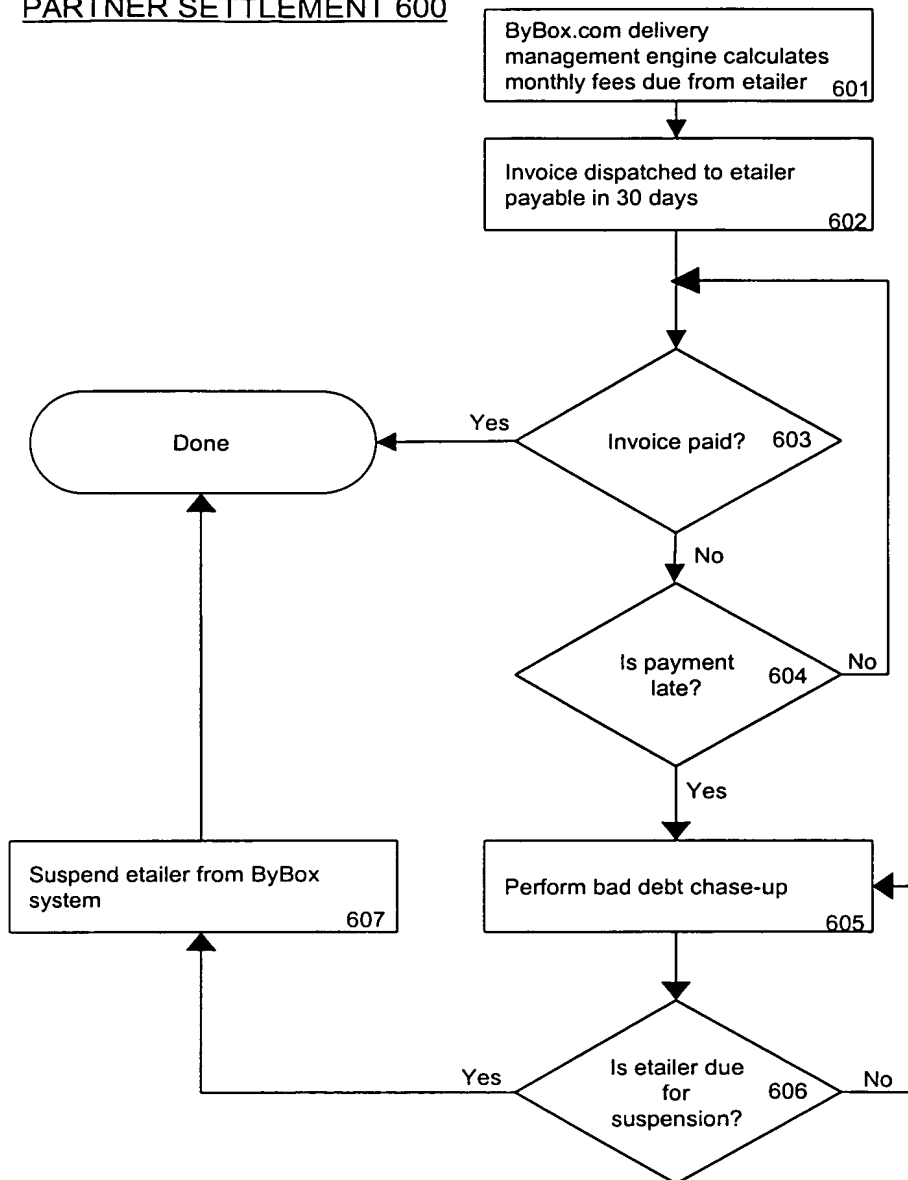 PARTNER SETTLEMENT 600
ByBox.com delivery
management engine calculates
monthly fees due from etailer
601
Invoice dispatched to etailer
payable in 30 days
602
Done
Yes
Invoice paid? 603
No
Is payment
late?
604
No
Yes
Suspend etailer from ByBox
system
607
Perform bad debt chase-up
605
Yes
Is etailer due
for
suspension?
606
No